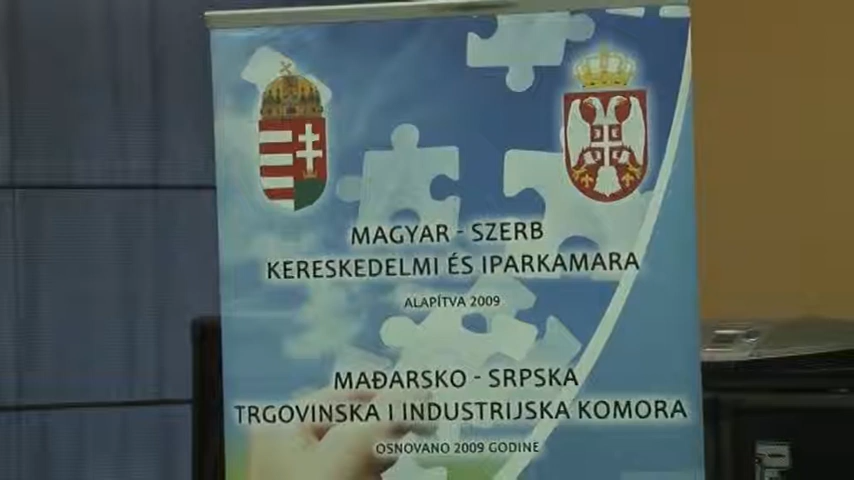 MAGYAR - SZERB
KERESKEDELMI ÉS IPARKAMARA
ALAPÍTVA 2009
MAĐARSKO - SRPSKA
TRGOVINSKA I INDUSTRIJSKA KOMORA
OSNOVANO 2009 GODINE